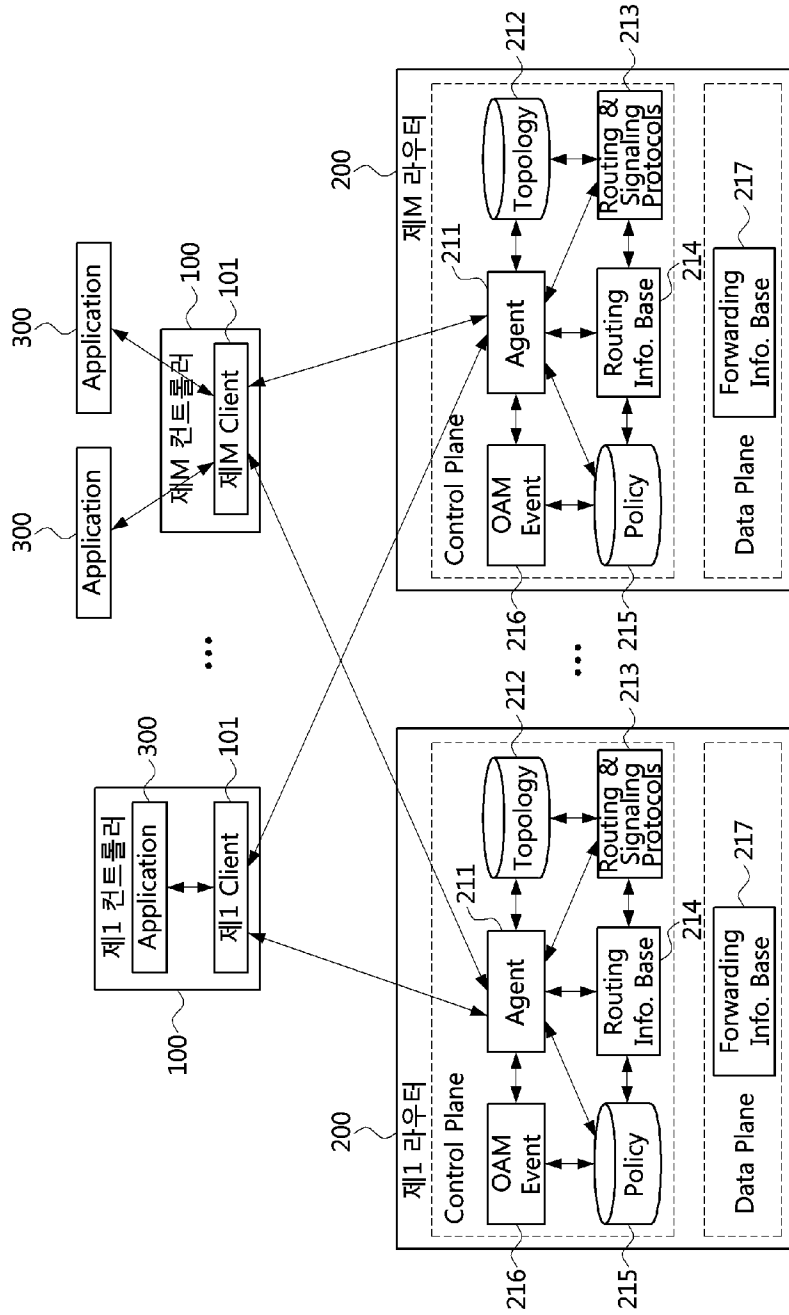 300
Application
300
Application
제1 컨트롤러
300
Application
101
제1 Client
100
...
제M 컨트롤러
100
101
제M Client
200
제1 라우터
Control Plane
211
212
OAM
Event
Agent
Topology
216
Policy
Routing
Info. Base
Routing &
Signaling
Protocols
213
215
214
Data Plane
Forwarding
Info. Base
217
...
200
제M 라우터
Control Plane
211
212
OAM
Event
Agent
Topology
216
Policy
Routing
Info. Base
Routing &
Signaling
Protocols
213
215
214
Data Plane
Forwarding
Info. Base
217